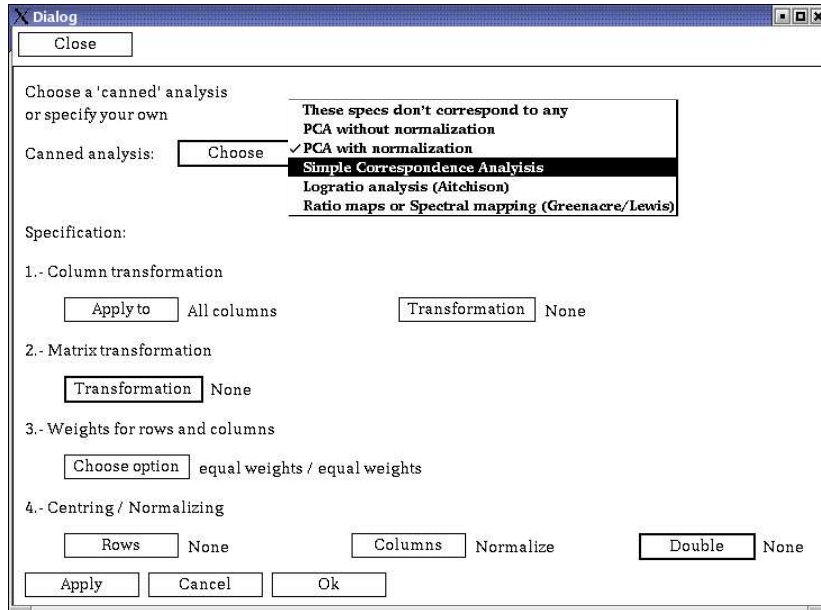 Dialog
Close
Choose a 'canned' analysis
or specify your own
Canned analysis: Choose
These specs don't correspond to any
PCA without normalization
✓PCA with normalization
Simple Correspondence Analyisis
Logratio analysis (Aitchison)
Ratio maps or Spectral mapping (Greenacre/Lewis)
Specification:
1.- Column transformation
Apply to All columns Transformation None
2.- Matrix transformation
Transformation None
3.- Weights for rows and columns
Choose option equal weights / equal weights
4.- Centring / Normalizing
Rows None Columns Normalize Double None
Apply Cancel Ok